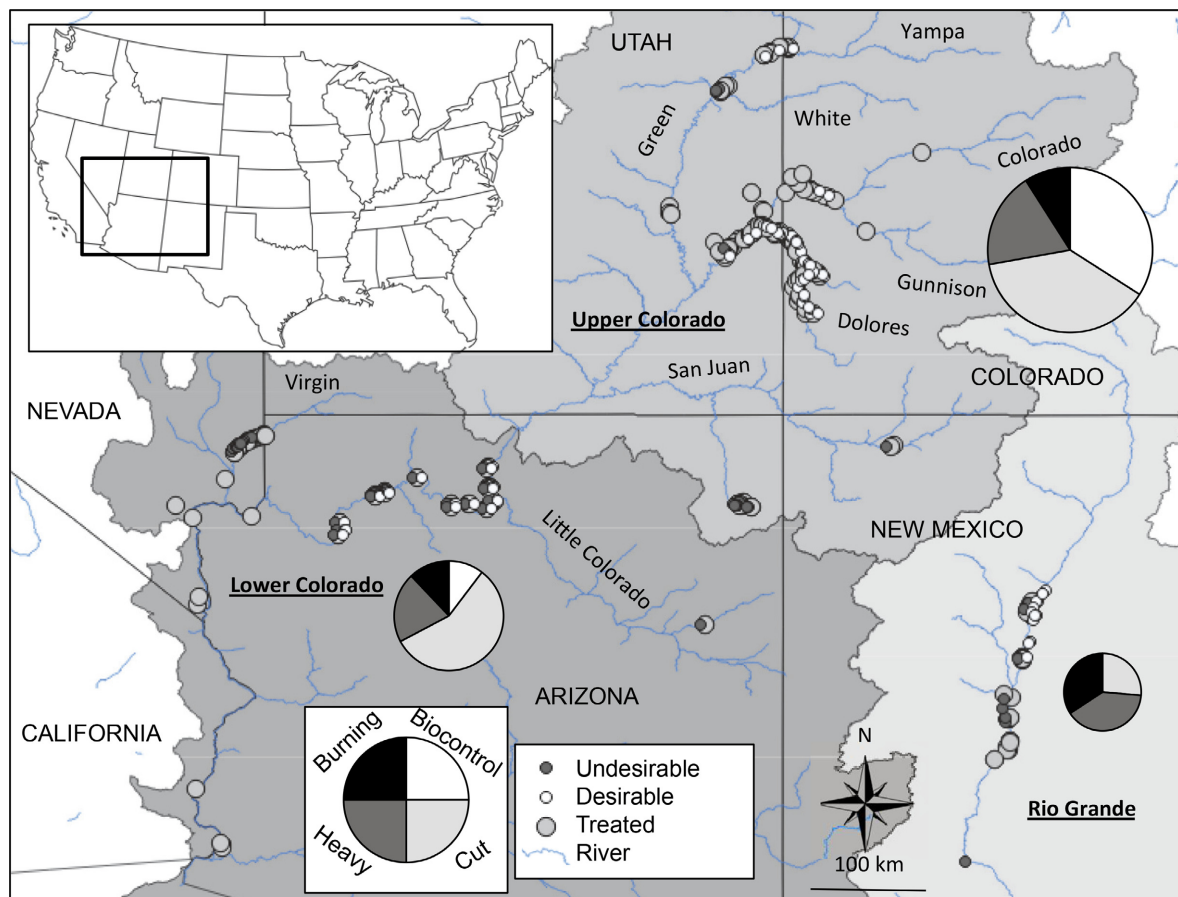 UTAH
Yampa
Green
White
Colorado
Gunnison
Upper Colorado
Dolores
San Juan
COLORADO
Virgin
NEVADA
Little Colorado
NEW MEXICO
Lower Colorado
ARIZONA
CALIFORNIA
Burning
Biocontrol
Heavy
Cut
Undesirable
Desirable
Treated
River
N
100 km
Rio Grande